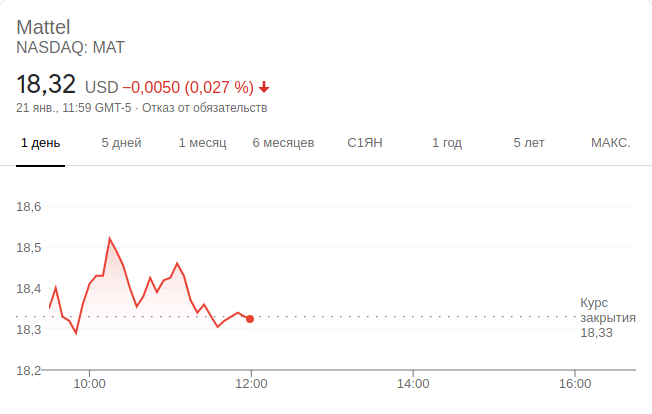 Mattel
NASDAQ: MAT
18,32 USD −0,0050 (0,027 %)
21 янв., 11:59 GMT-5 · Отказ от обязательств
1 день 5 дней 1 месяц 6 месяцев С1ЯН 1 год 5 лет МАКС.
18,6
18,5
18,4
18,3
18,2
Курс
закрытия
18,33
10:00 12:00 14:00 16:00